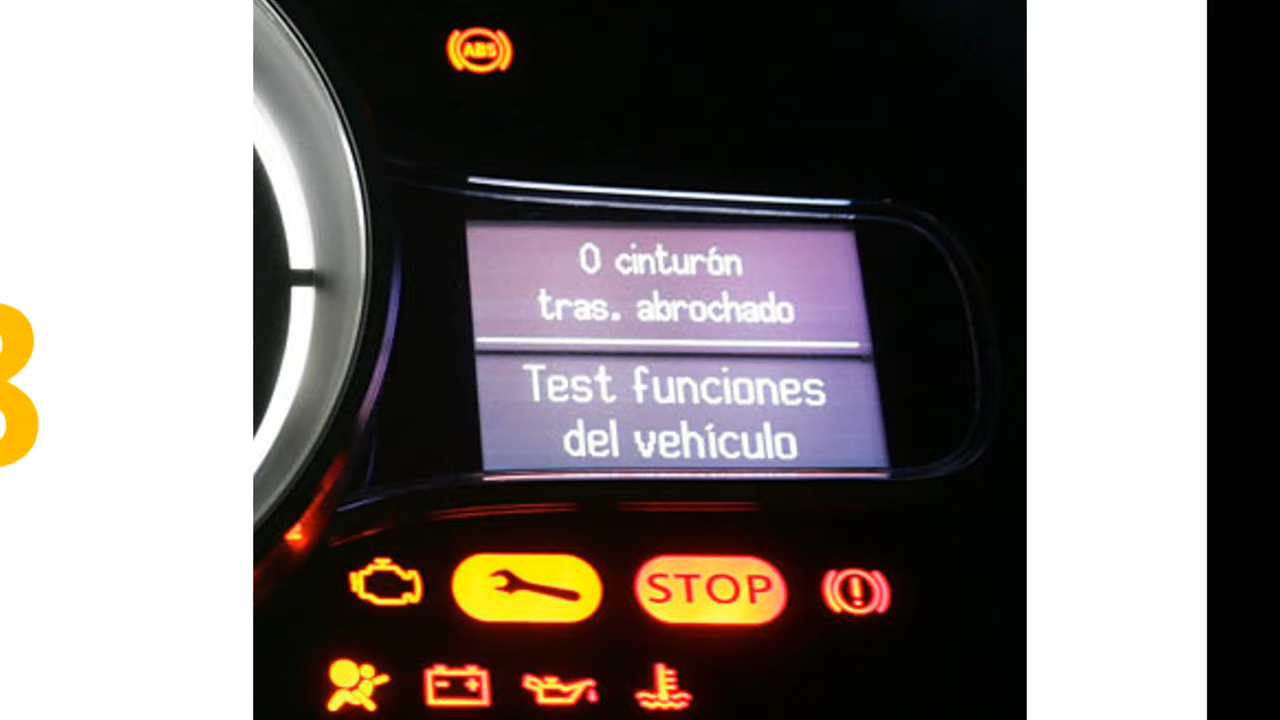 ABS
0 cinturón
tras. abrochado
Test funciones
del vehículo
STOP